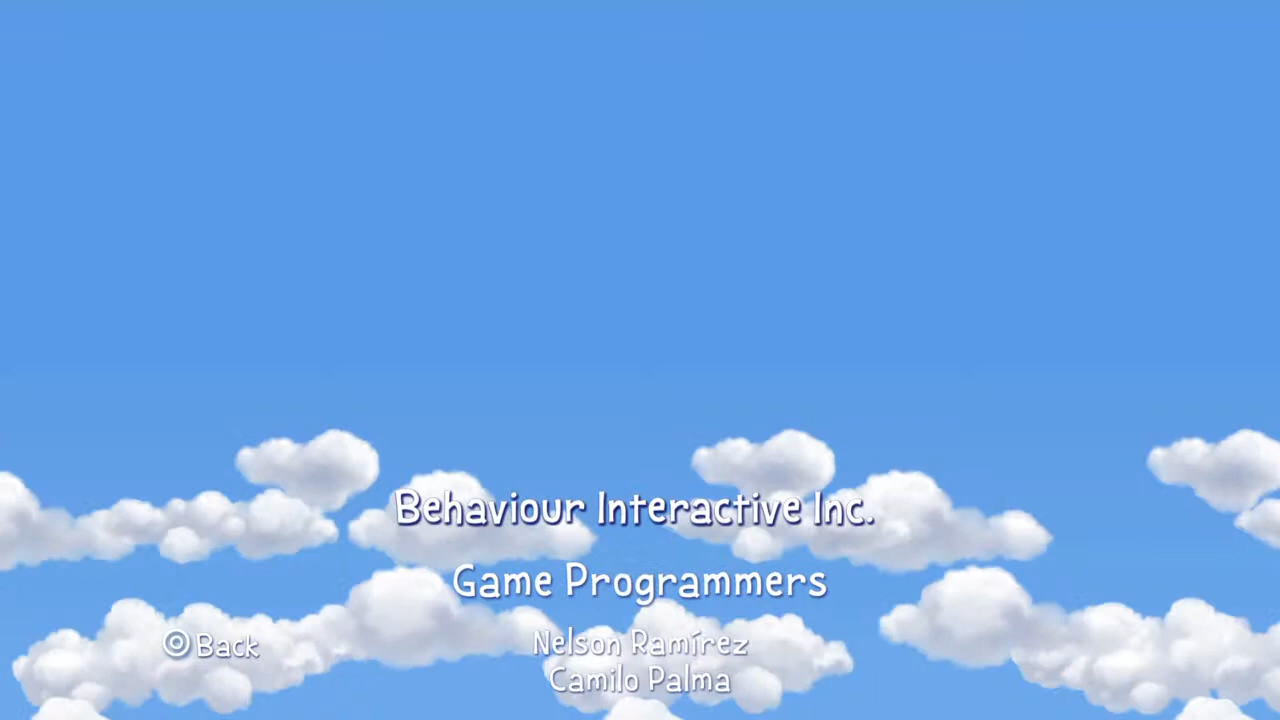 Behaviour Interactive Inc.
Game Programmers
Nelson Ramírez
Camilo Palma
Back